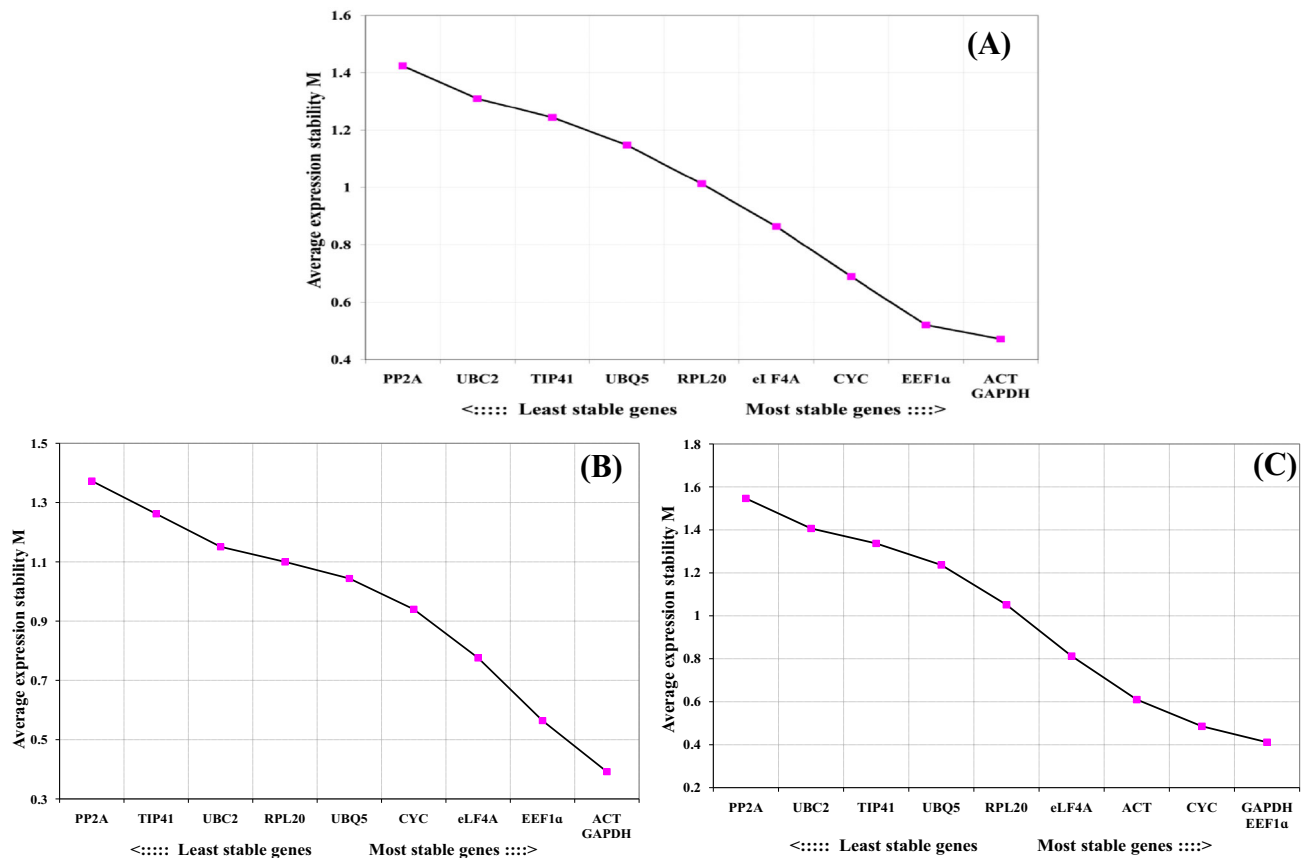 (A)
Average expression stability M
1.6
1.4
1.2
1
0.8
0.6
0.4
PP2A UBC2 TIP41 UBQ5 RPL20 eI F4A CYC EEF1α ACT
GAPDH
<::::: Least stable genes Most stable genes ::::>
(B)
Average expression stability M
1.5
1.3
1.1
0.9
0.7
0.5
0.3
PP2A TIP41 UBC2 RPL20 UBQ5 CYC eLF4A EEF1α ACT
GAPDH
<::::: Least stable genes Most stable genes ::::>
(C)
Average expression stability M
1.8
1.6
1.4
1.2
1
0.8
0.6
0.4
0.2
PP2A UBC2 TIP41 UBQ5 RPL20 eLF4A ACT CYC GAPDH
EEF1α
<::::: Least stable genes Most stable genes ::::>